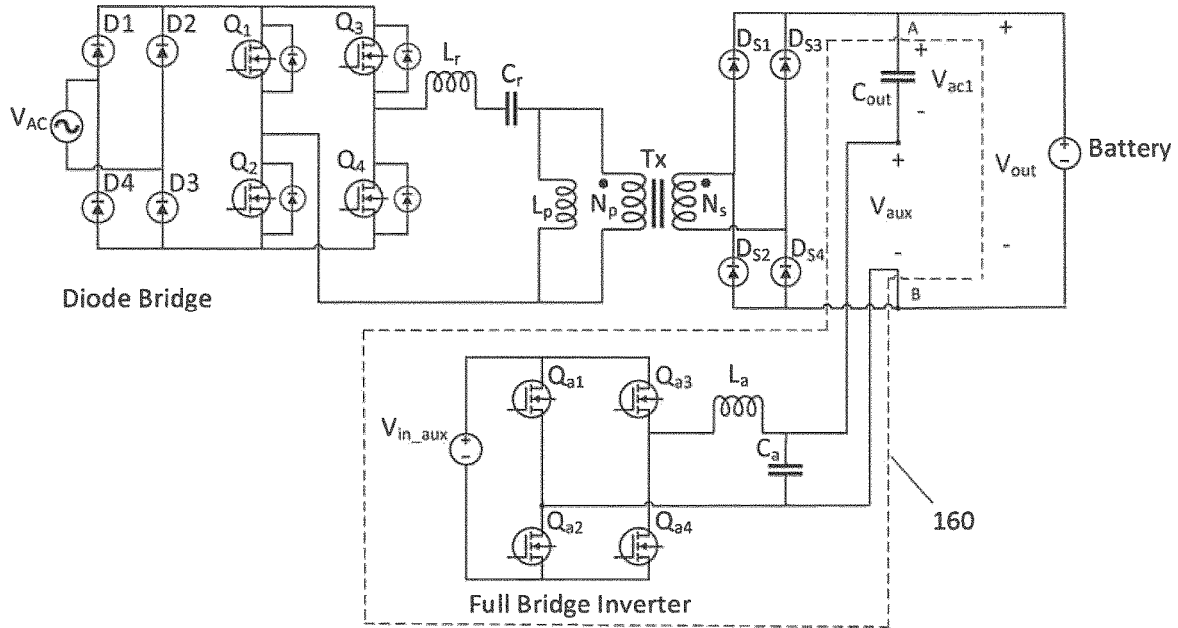 D1
D2
Q1
Q3
Lr
Cr
VAC
D4
D3
Q2
Q4
Lp
Np
Tx
Ns
DS1
DS3
DS2
DS4
A
+
Cout
Vac1
-
+
Vaux
-
B
+
Vout
-
+
-
Battery
Diode Bridge
Vin_aux
+
-
Qa1
Qa3
La
Ca
Qa2
Qa4
160
Full Bridge Inverter